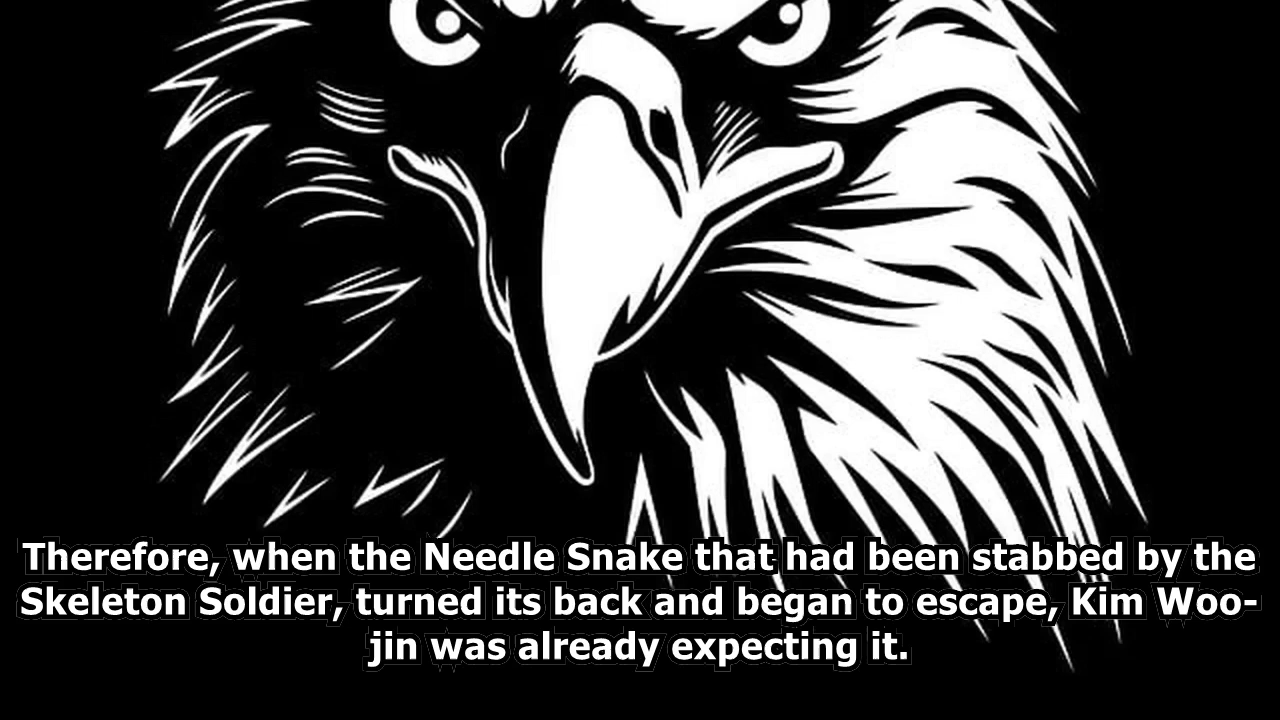 Therefore, when the Needle Snake that had been stabbed by the
Skeleton Soldier, turned its back and began to escape, Kim Woo-
jin was already expecting it.